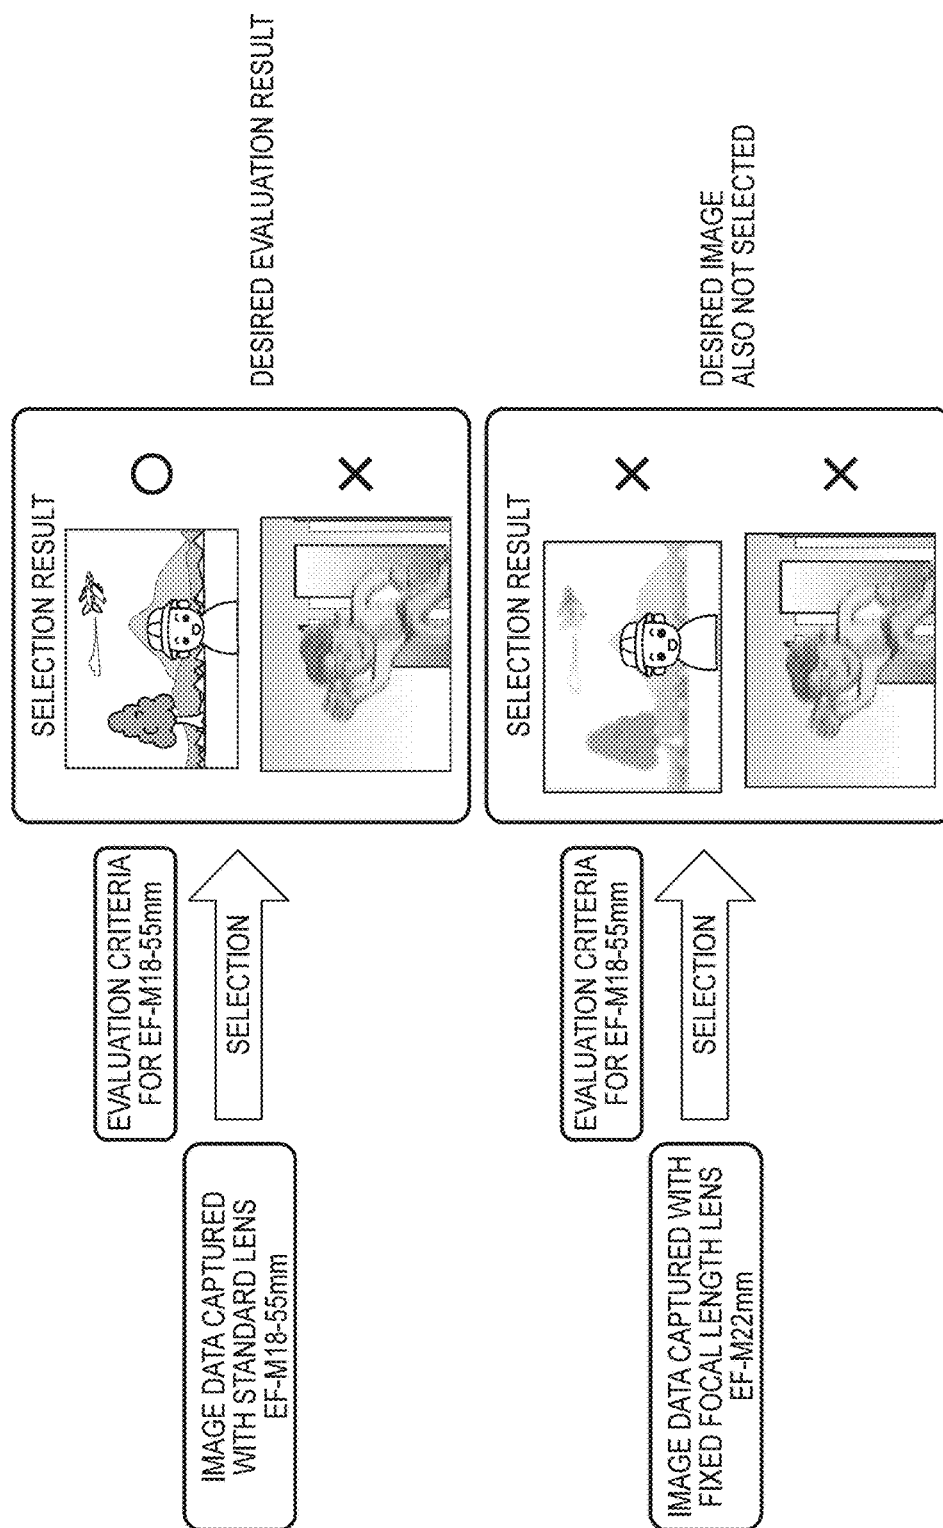 IMAGE DATA CAPTURED
WITH STANDARD LENS
EF-M18-55mm
EVALUATION CRITERIA
FOR EF-M18-55mm
SELECTION
SELECTION RESULT
DESIRED EVALUATION RESULT
IMAGE DATA CAPTURED WITH
FIXED FOCAL LENGTH LENS
EF-M22mm
EVALUATION CRITERIA
FOR EF-M18-55mm
SELECTION
SELECTION RESULT
DESIRED IMAGE
ALSO NOT SELECTED